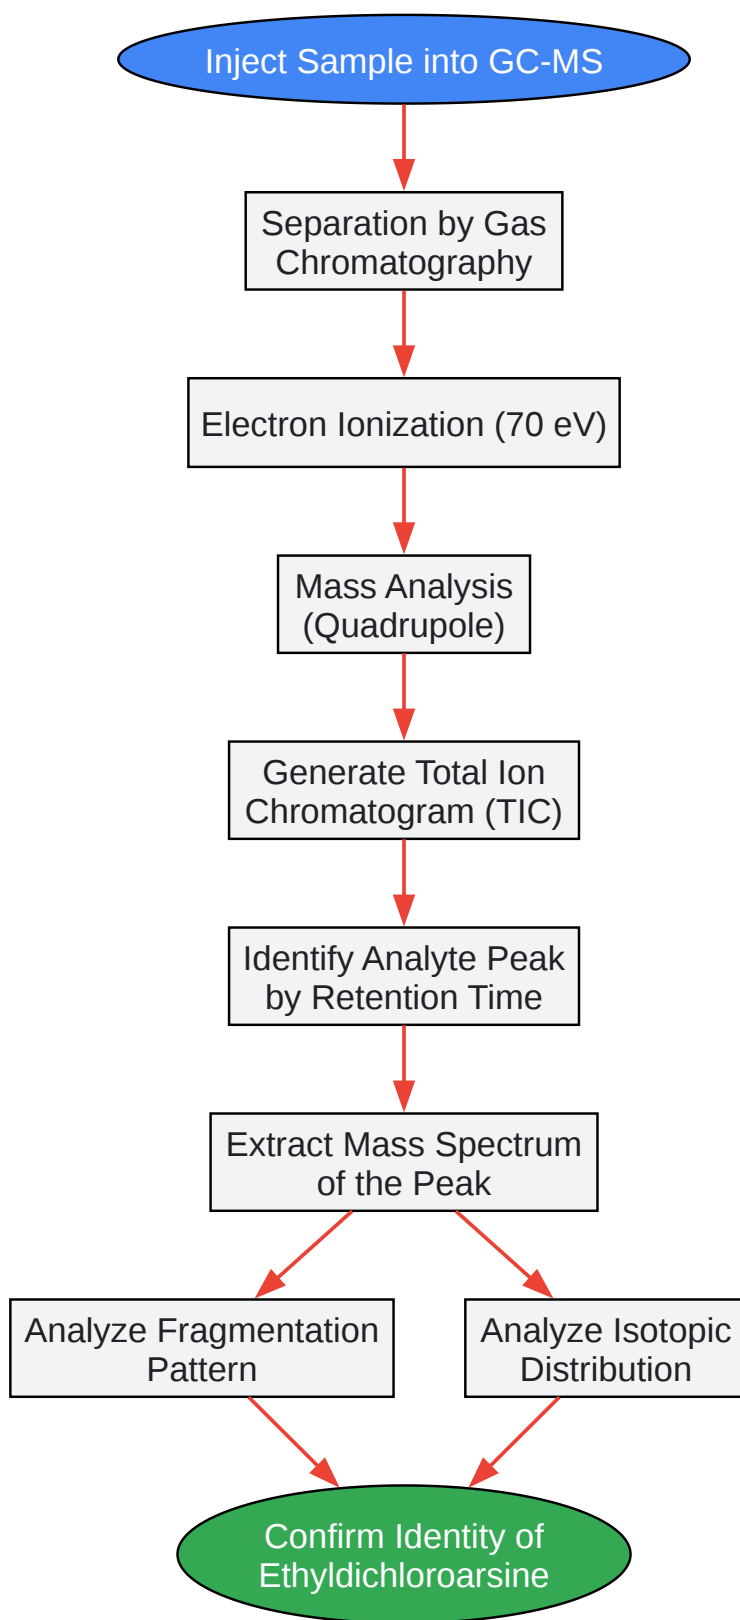 Inject Sample into GC-MS
Separation by Gas
Chromatography
Electron Ionization (70 eV)
Mass Analysis
(Quadrupole)
Generate Total Ion
Chromatogram (TIC)
Identify Analyte Peak
by Retention Time
Extract Mass Spectrum
of the Peak
Analyze Fragmentation
Pattern
Analyze Isotopic
Distribution
Confirm Identity of
Ethyldichloroarsine